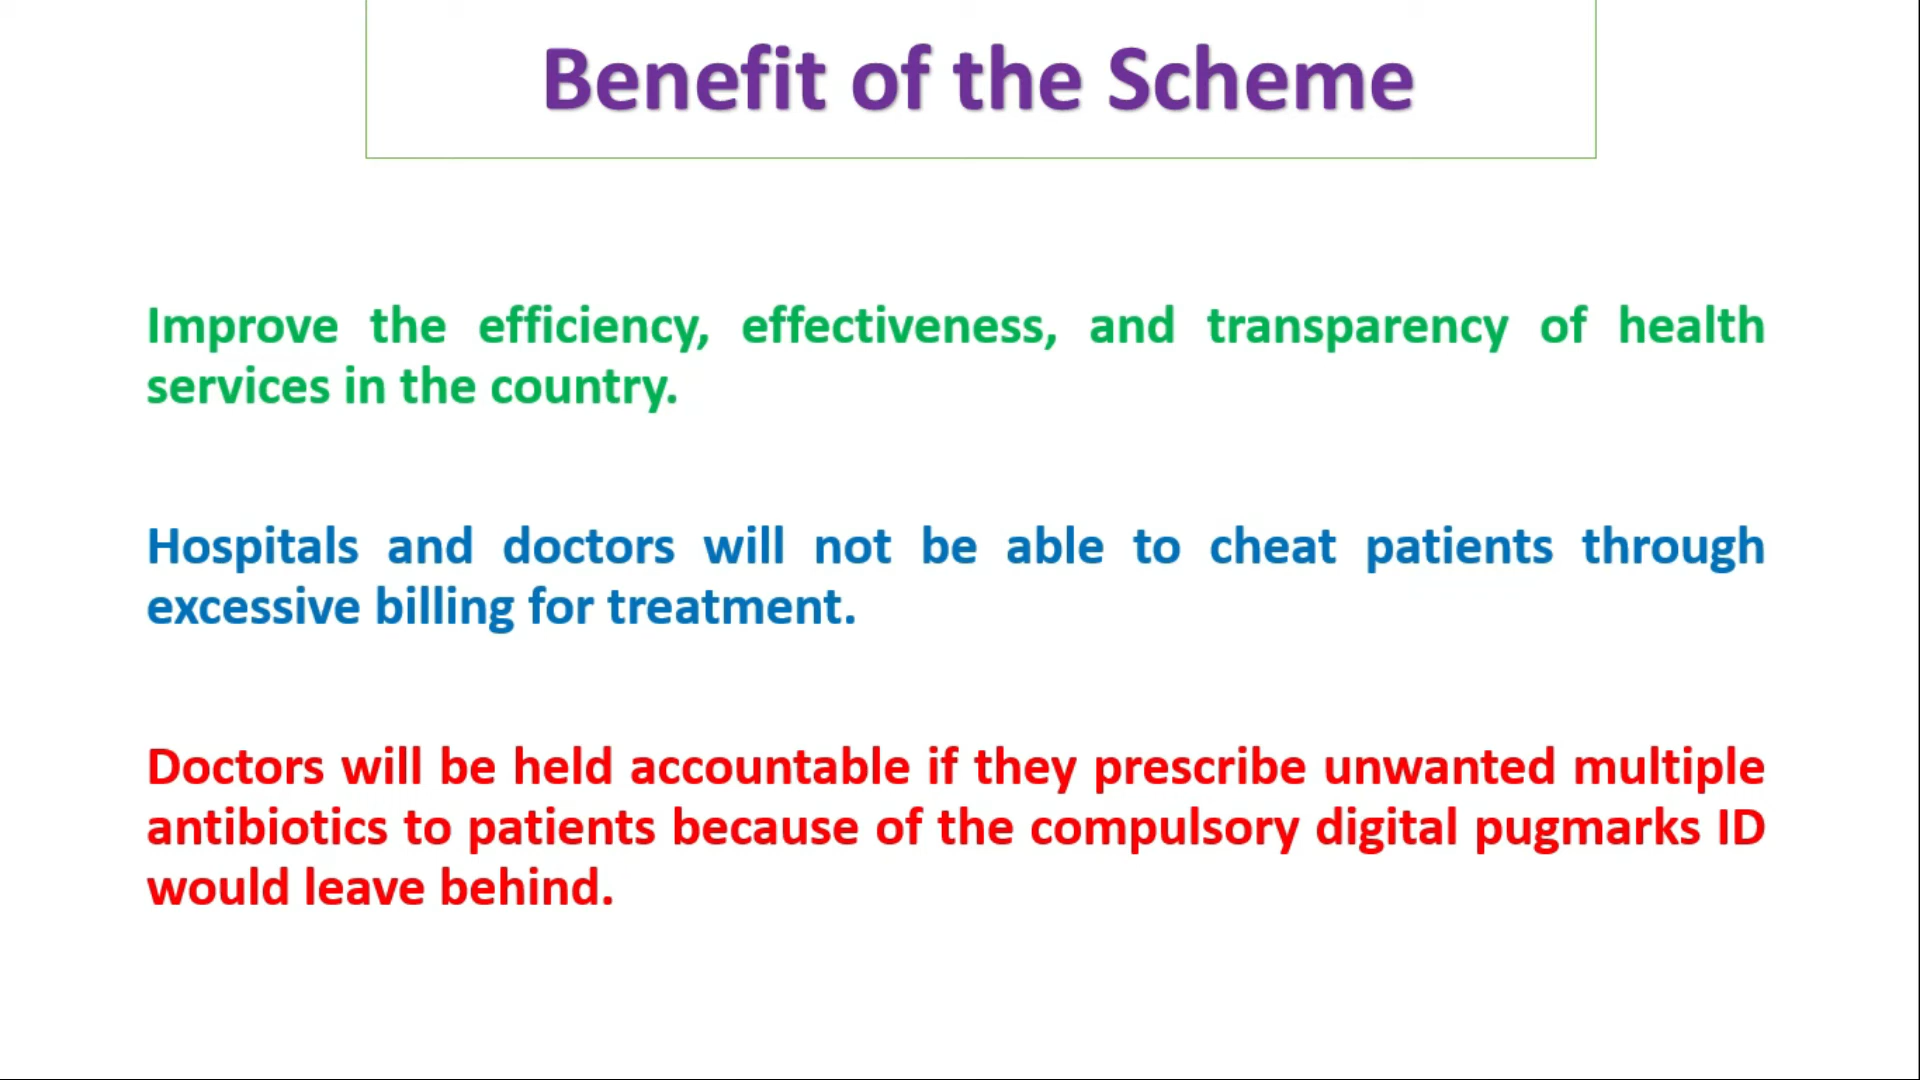 Benefit of the Scheme
Improve the efficiency, effectiveness, and transparency of health
services in the country.
Hospitals and doctors will not be able to cheat patients through
excessive billing for treatment.
Doctors will be held accountable if they prescribe unwanted multiple
antibiotics to patients because of the compulsory digital pugmarks ID
would leave behind.